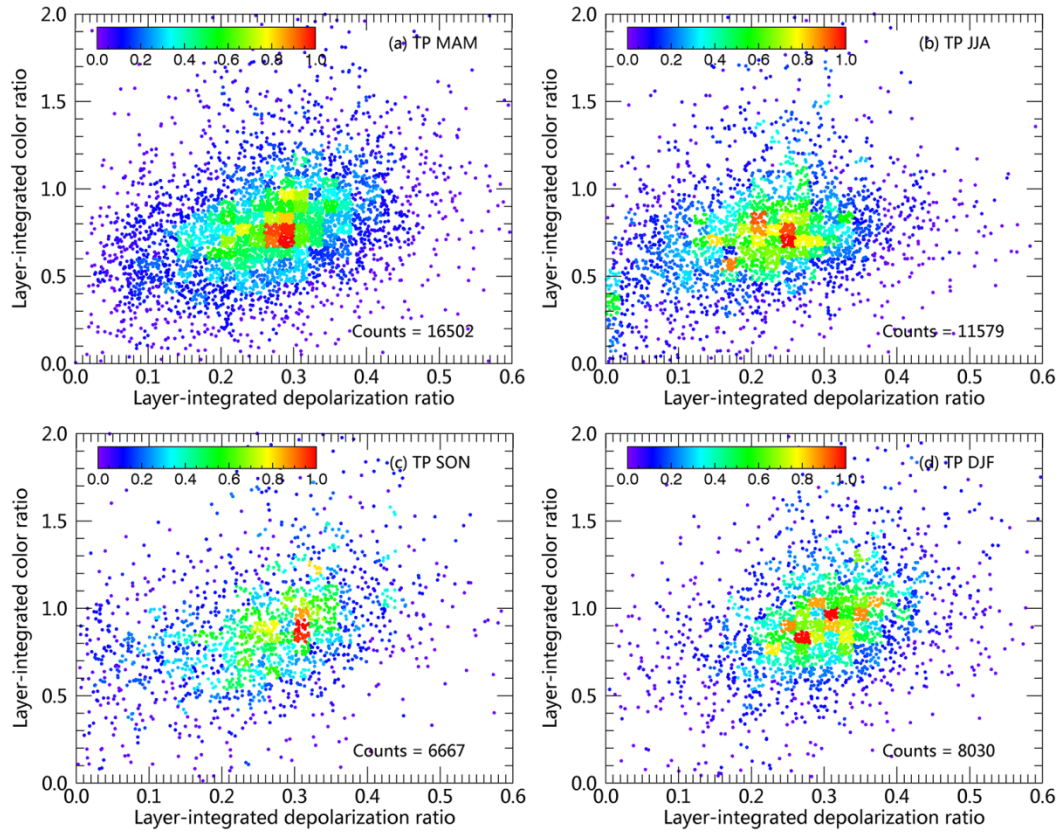 2.0
(a) TP MAM
0.0 0.2 0.4 0.6 0.8 1.0
1.5
1.0
0.5
0.0
Layer-integrated color ratio
Counts = 16502
0.0 0.1 0.2 0.3 0.4 0.5 0.6
Layer-integrated depolarization ratio
2.0
(b) TP JJA
0.0 0.2 0.4 0.6 0.8 1.0
1.5
1.0
0.5
0.0
Layer-integrated color ratio
Counts = 11579
0.0 0.1 0.2 0.3 0.4 0.5 0.6
Layer-integrated depolarization ratio
2.0
(c) TP SON
0.0 0.2 0.4 0.6 0.8 1.0
1.5
1.0
0.5
0.0
Layer-integrated color ratio
Counts = 6667
0.0 0.1 0.2 0.3 0.4 0.5 0.6
Layer-integrated depolarization ratio
2.0
(d) TP DJF
0.0 0.2 0.4 0.6 0.8 1.0
1.5
1.0
0.5
0.0
Layer-integrated color ratio
Counts = 8030
0.0 0.1 0.2 0.3 0.4 0.5 0.6
Layer-integrated depolarization ratio